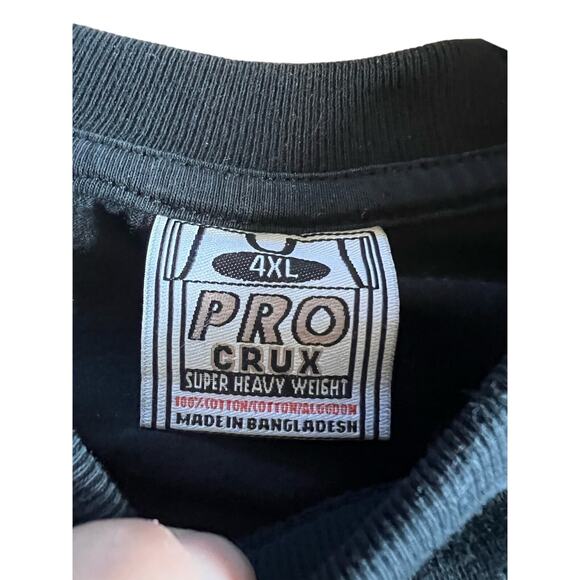 4XL
PRO
CRUX
SUPER HEAVY WEIGHT
100%COTTON/COTTON/ALGODON
MADE IN BANGLADESH